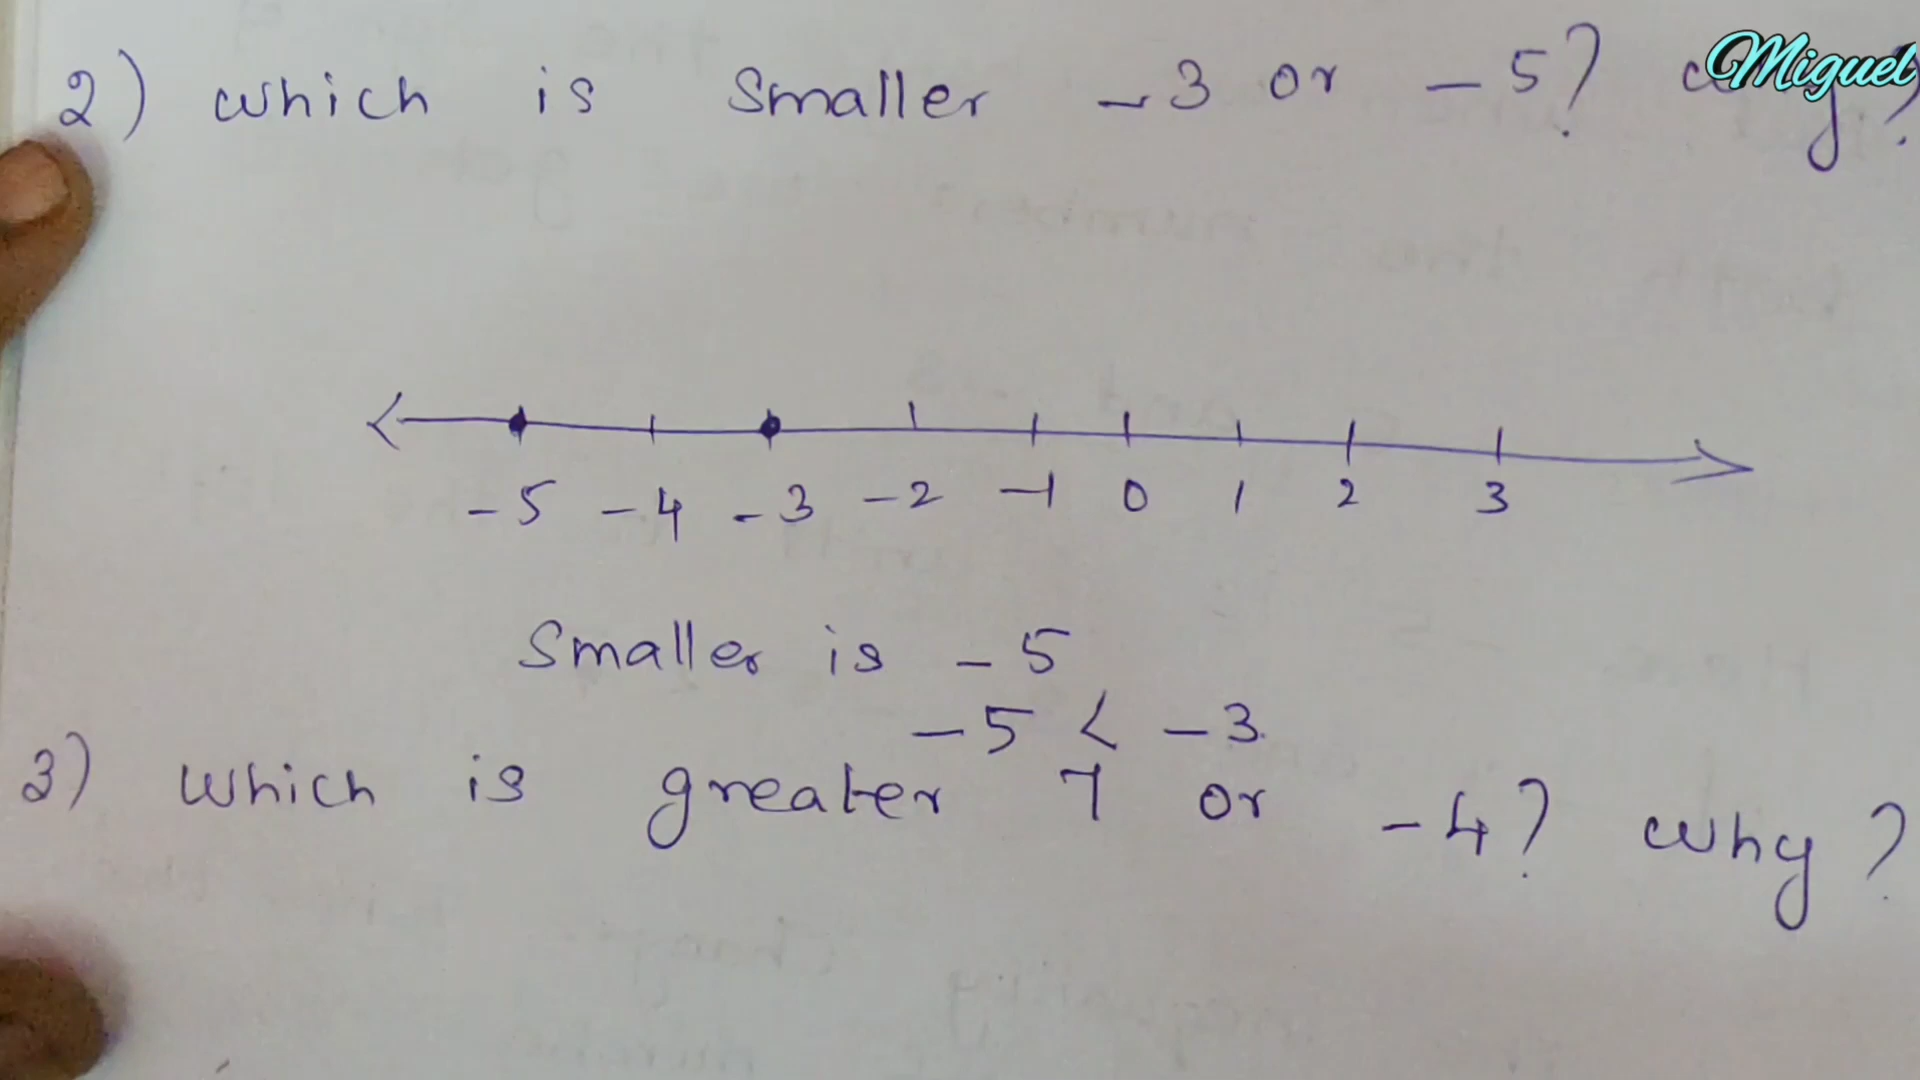 2) which is smaller -3 or -5?
Miguel
-5 -4 -3 -2 -1 0 1 2 3
Smaller is -5
-5 < -3
3) which is greater 7 or -4? why?